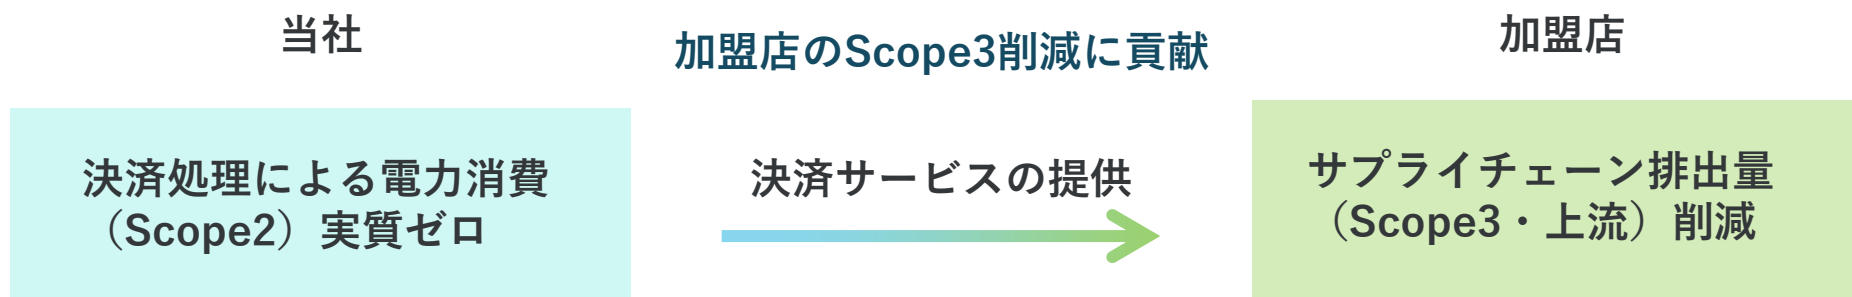 当社
加盟店のScope3削減に貢献
加盟店
決済処理による電力消費
（Scope2）実質ゼロ
決済サービスの提供
サプライチェーン排出量
（Scope3・上流）削減